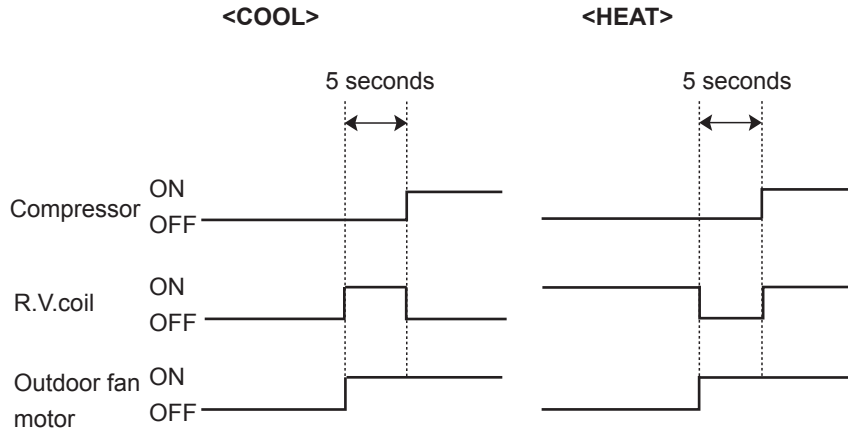 <COOL>
<HEAT>
5 seconds
5 seconds
Compressor
ON
OFF
R.V.coil
ON
OFF
Outdoor fan
motor
ON
OFF